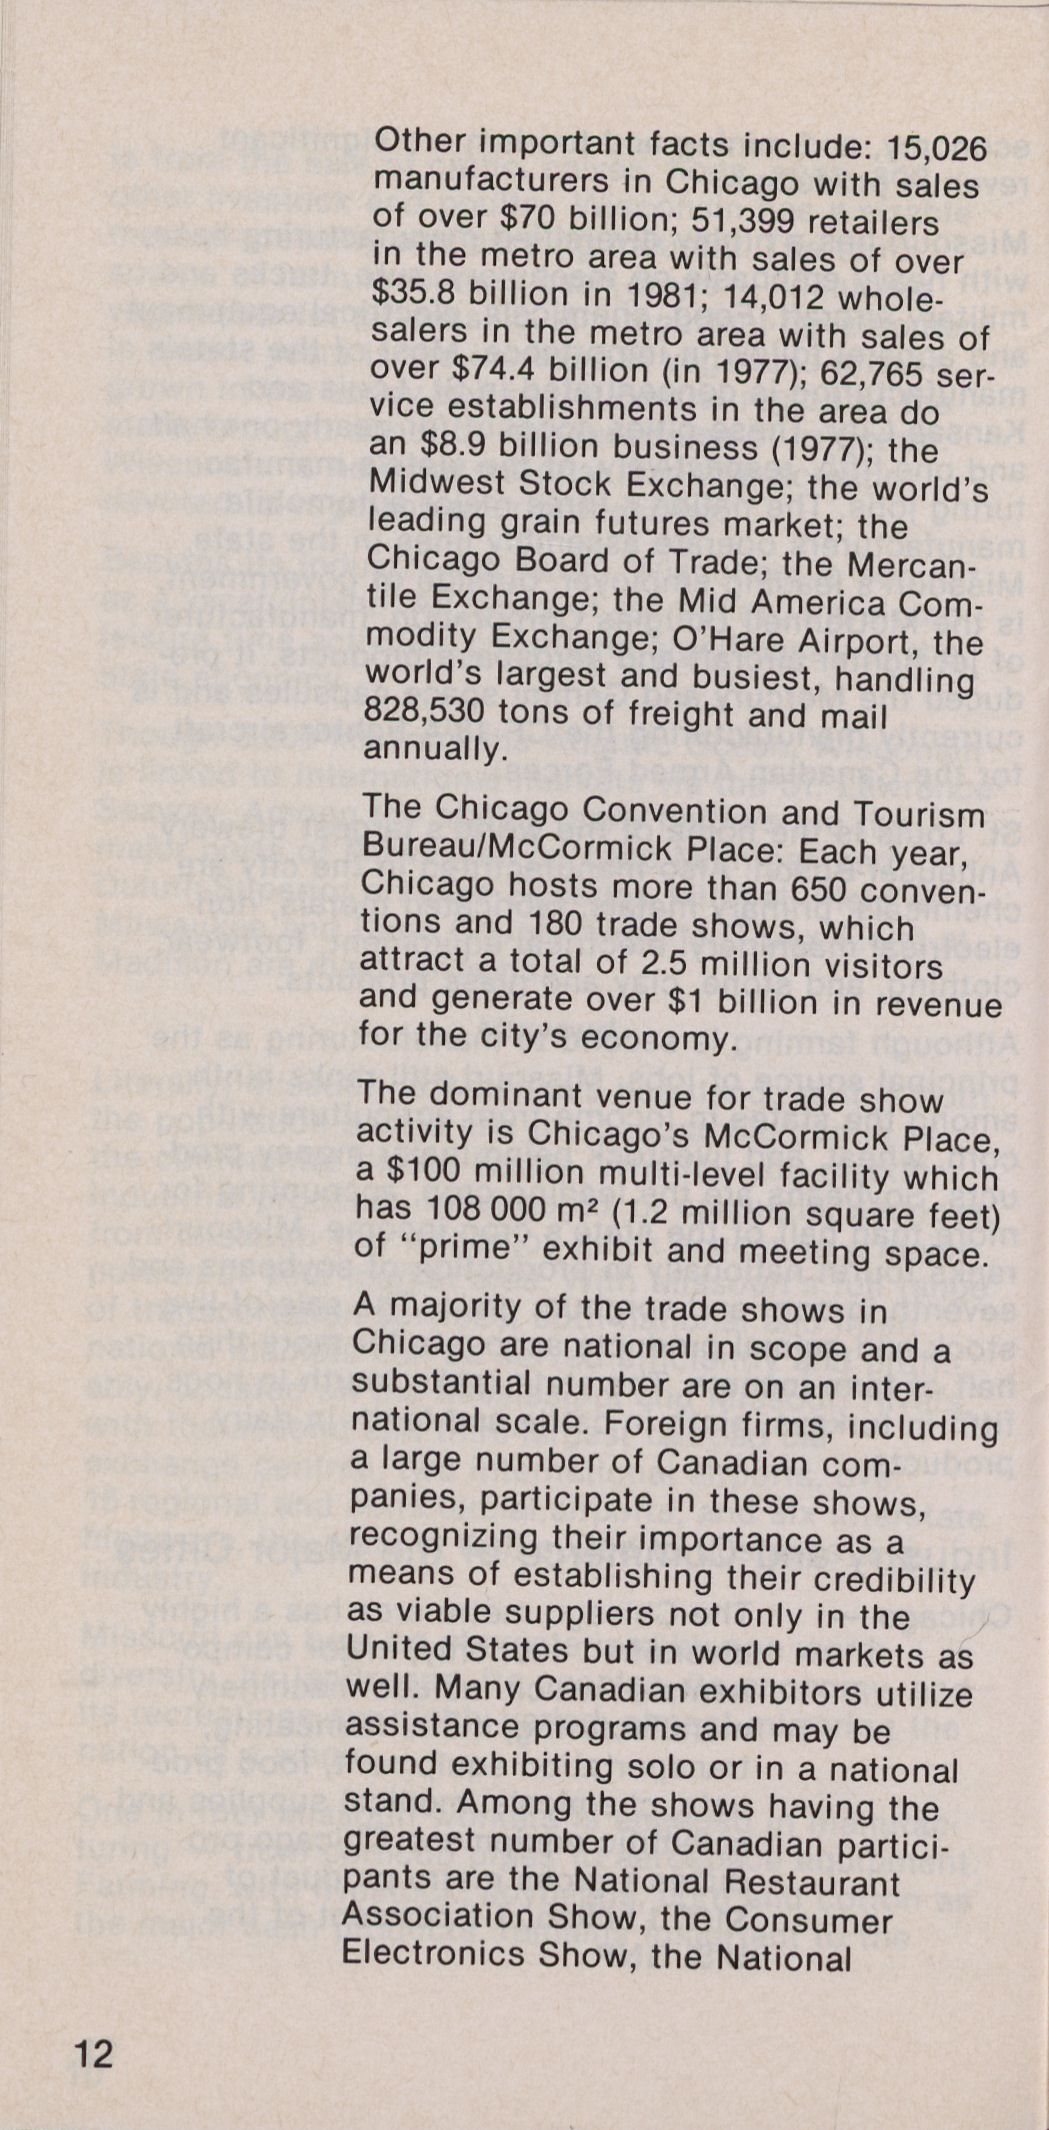 Other important facts include: 15,026
manufacturers in Chicago with sales
of over $70 billion; 51,399 retailers
in the metro area with sales of over
$35.8 billion in 1981; 14,012 whole-
salers in the metro area with sales of
over $74.4 billion (in 1977); 62,765 ser-
vice establishments in the area do
an $8.9 billion business (1977); the
Midwest Stock Exchange; the world's
leading grain futures market; the
Chicago Board of Trade; the Mercan-
tile Exchange; the Mid America Com-
modity Exchange; O'Hare Airport, the
world's largest and busiest, handling
828,530 tons of freight and mail
annually.
The Chicago Convention and Tourism
Bureau/McCormick Place: Each year,
Chicago hosts more than 650 conven-
tions and 180 trade shows, which
attract a total of 2.5 million visitors
and generate over $1 billion in revenue
for the city's economy.
The dominant venue for trade show
activity is Chicago's McCormick Place,
a $100 million multi-level facility which
has 108 000 m² (1.2 million square feet)
of "prime" exhibit and meeting space.
A majority of the trade shows in
Chicago are national in scope and a
substantial number are on an inter-
national scale. Foreign firms, including
a large number of Canadian com-
panies, participate in these shows,
recognizing their importance as a
means of establishing their credibility
as viable suppliers not only in the
United States but in world markets as
well. Many Canadian exhibitors utilize
assistance programs and may be
found exhibiting solo or in a national
stand. Among the shows having the
greatest number of Canadian partici-
pants are the National Restaurant
Association Show, the Consumer
Electronics Show, the National
12